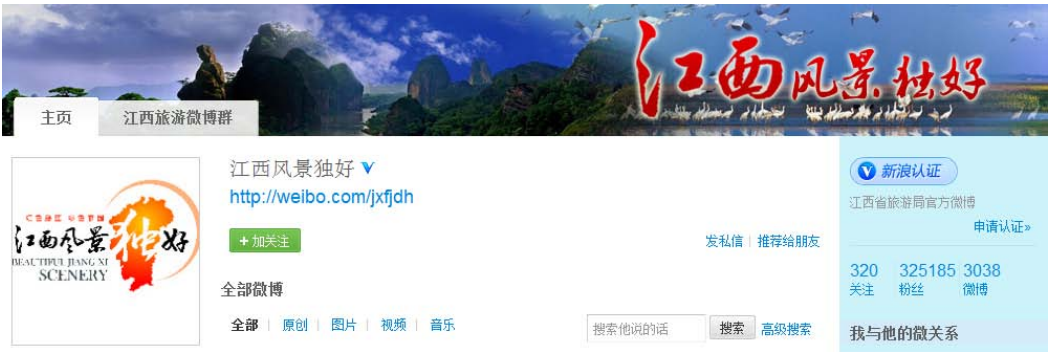 江西风景独好
主页
江西旅游微博群
江西风景独好
BEAUTIFUL JIANG XI
SCENERY
江西风景独好
http://weibo.com/jxfjdh
+ 加关注
发私信 | 推荐给朋友
全部微博
全部 | 原创 | 图片 | 视频 | 音乐
搜索他说的话 搜索 高级搜索
新浪认证
江西省旅游局官方微博
申请认证»
320 325185 3038
关注 粉丝 微博
我与他的微关系